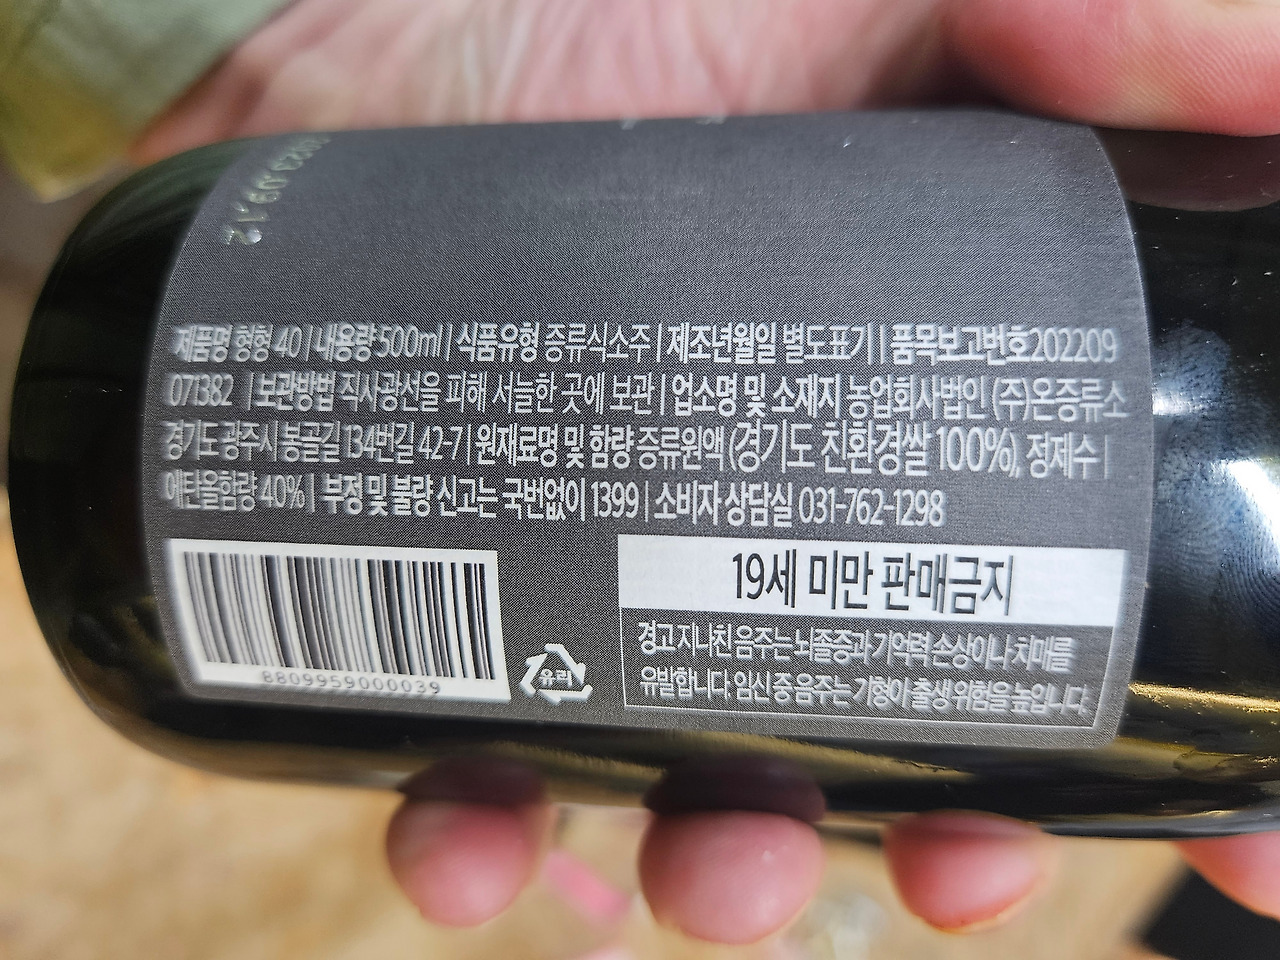 제품명 형형 40 | 내용량 500ml | 식품유형 증류식소주 | 제조년월일 별도표기 | 품목보고번호202209
071382 | 보관방법 직사광선을 피해 서늘한 곳에 보관 | 업소명 및 소재지 농업회사법인 (주)온증류소
경기도 광주시 봉골길 134번길 42-7 | 원재료명 및 함량 증류원액 (경기도 친환경쌀 100%), 정제수 |
에탄올함량 40% | 부정 및 불량 신고는 국번없이 1399 | 소비자 상담실 031-762-1298
8809959000039
유리
19세 미만 판매금지
경고 지나친 음주는 뇌졸중과 기억력 손상이나 치매를
유발합니다. 임신 중 음주는 기형아 출생 위험을 높입니다.